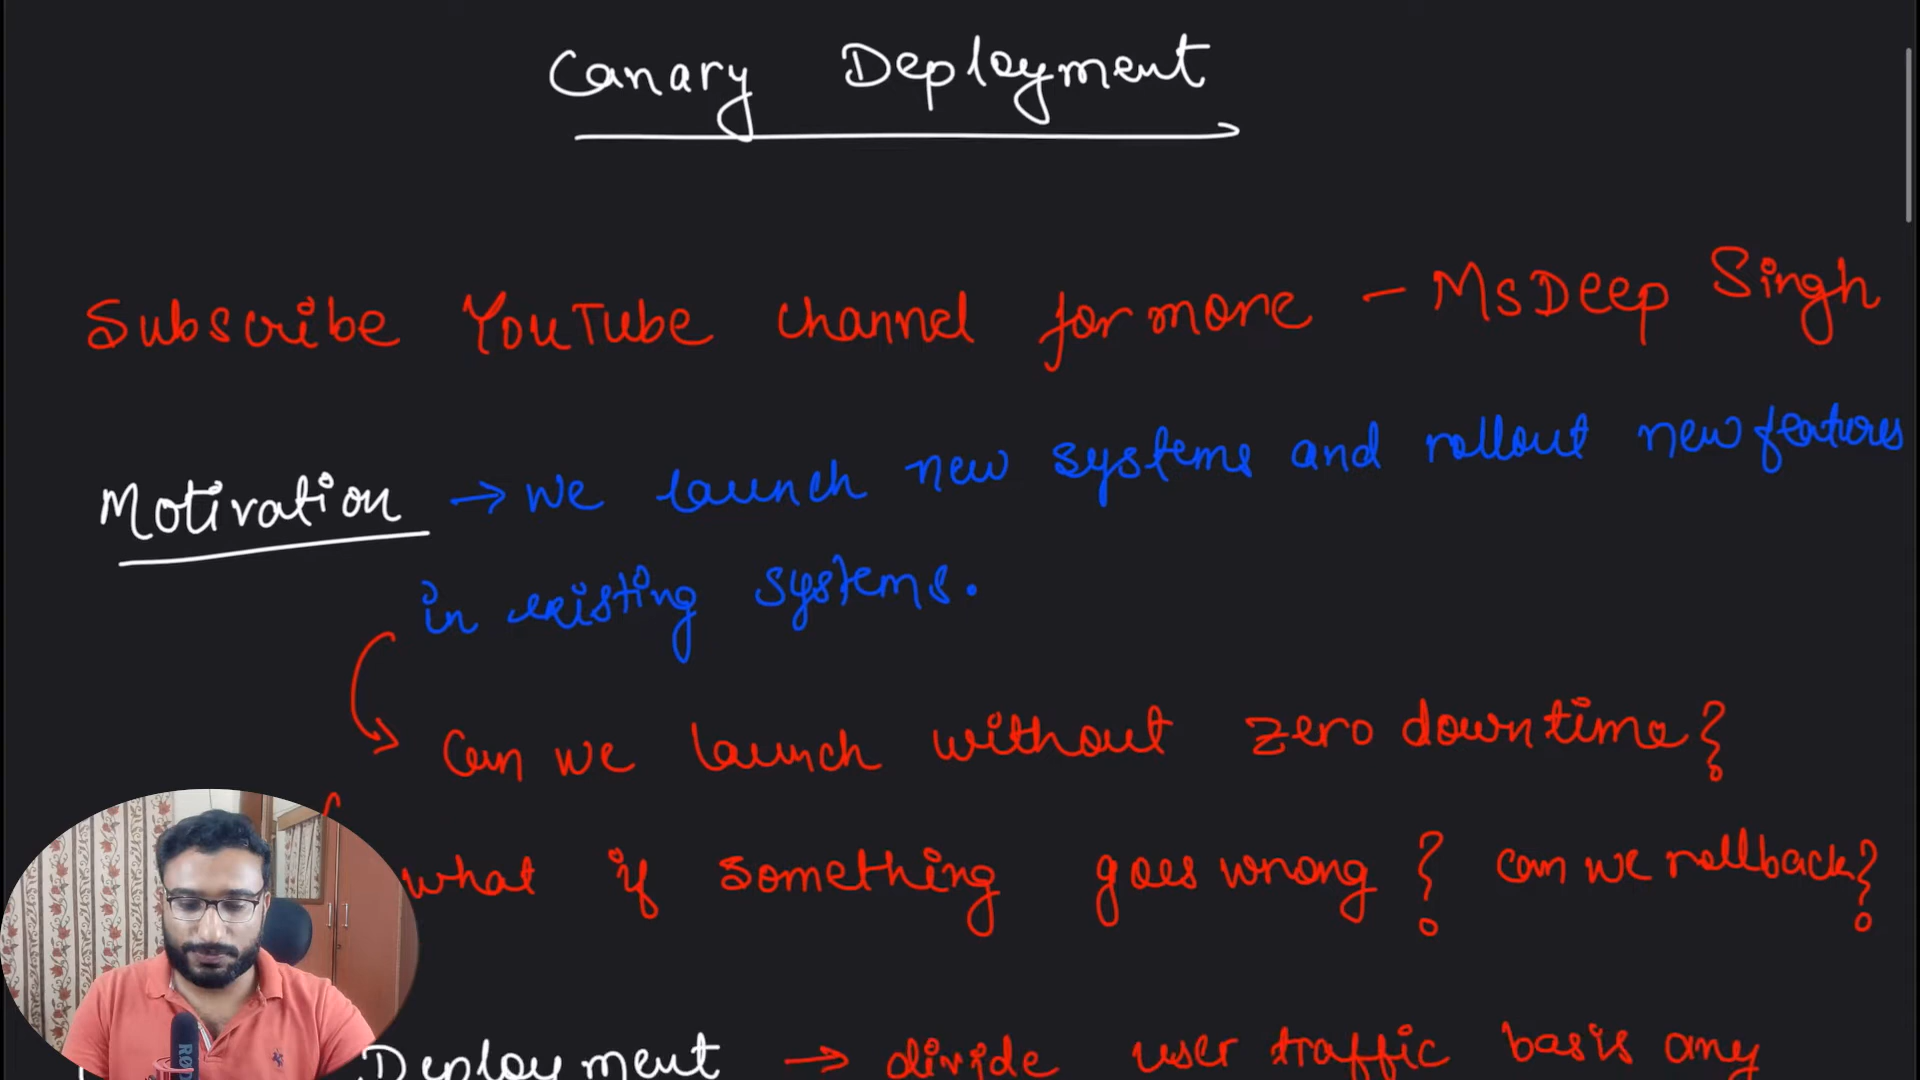 Canary Deployment
Subscribe YouTube channel for more - MsDeep Singh
Motivation → we launch new systems and rollout new features
in existing systems.
Can we launch without zero downtime?
what if something goes wrong? can we rollback?
Deployment → divide user traffic basis any
RØD